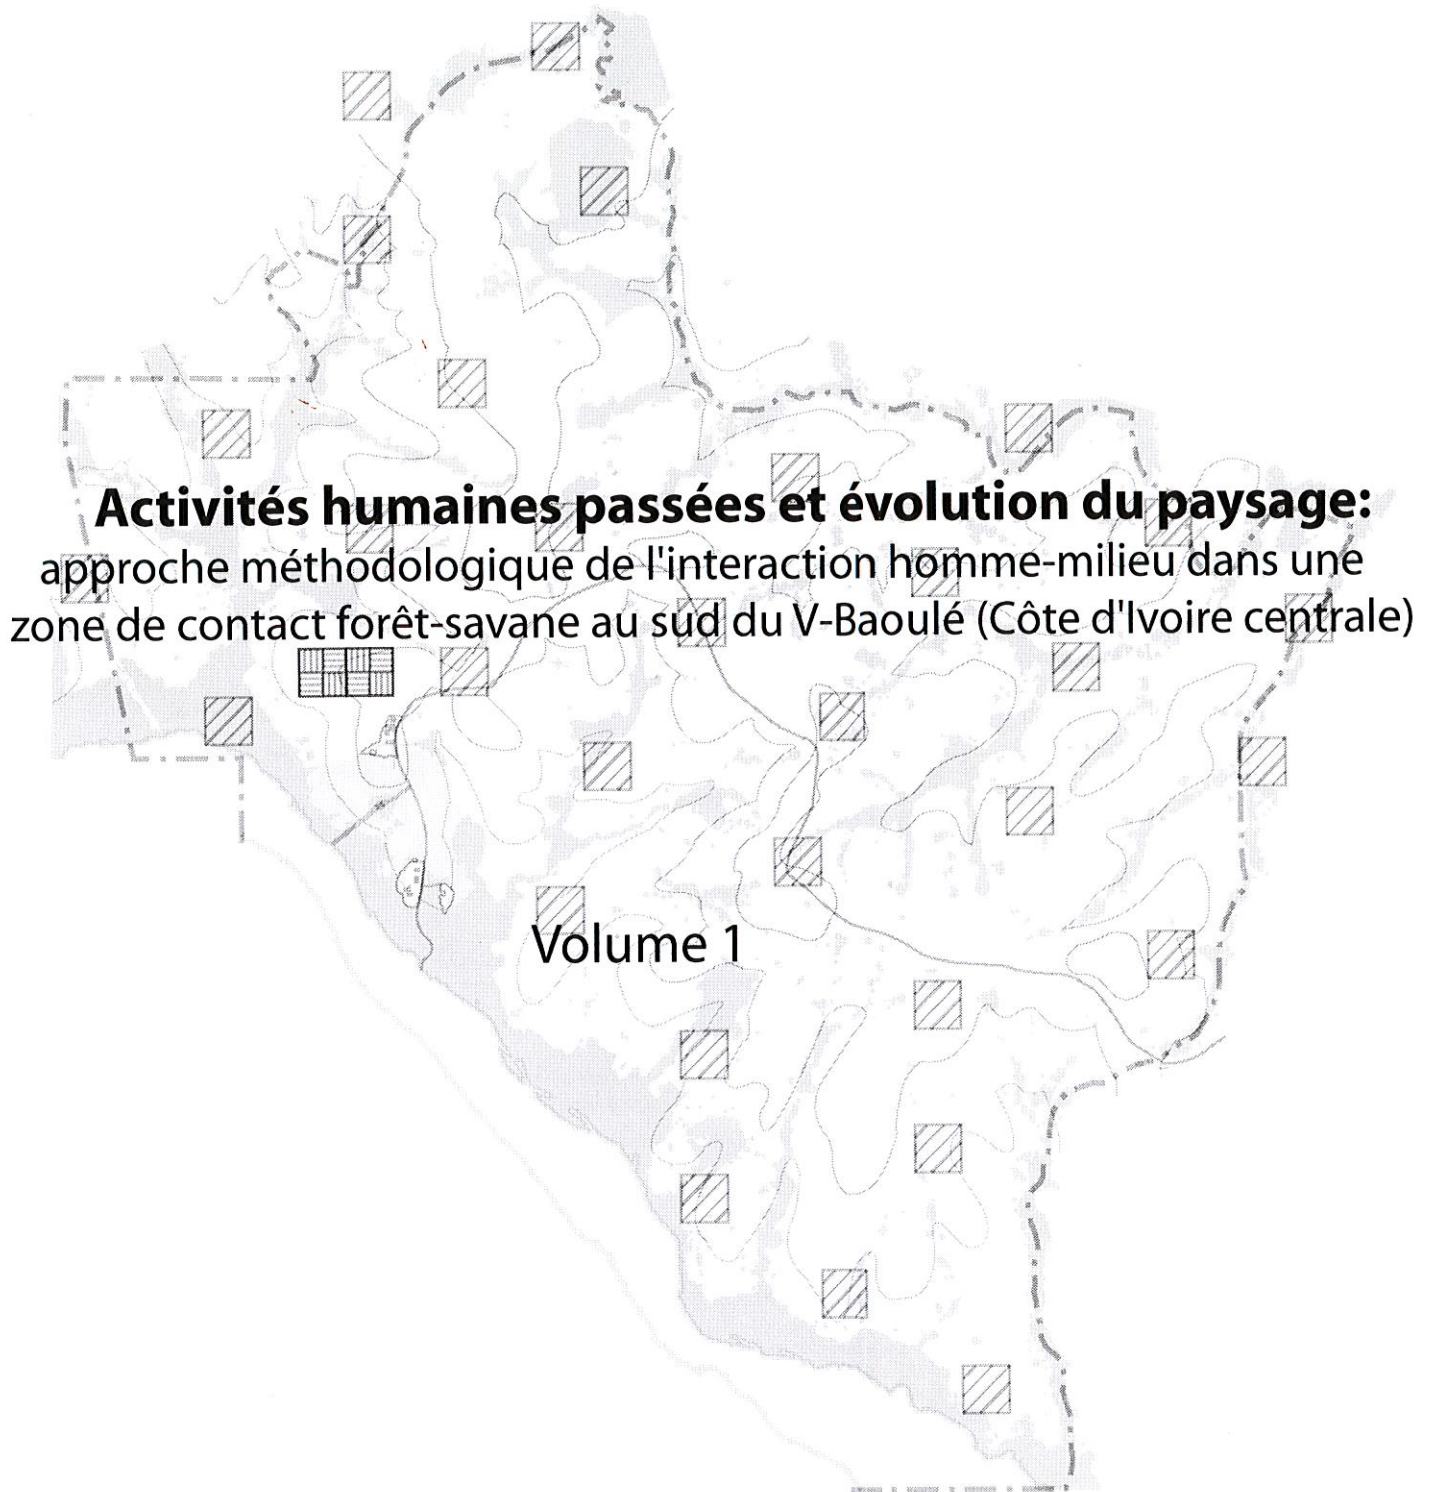 Activités humaines passées et évolution du paysage:
approche méthodologique de l'interaction homme-milieu dans une
zone de contact forêt-savane au sud du V-Baoulé (Côte d'Ivoire centrale)
Volume 1